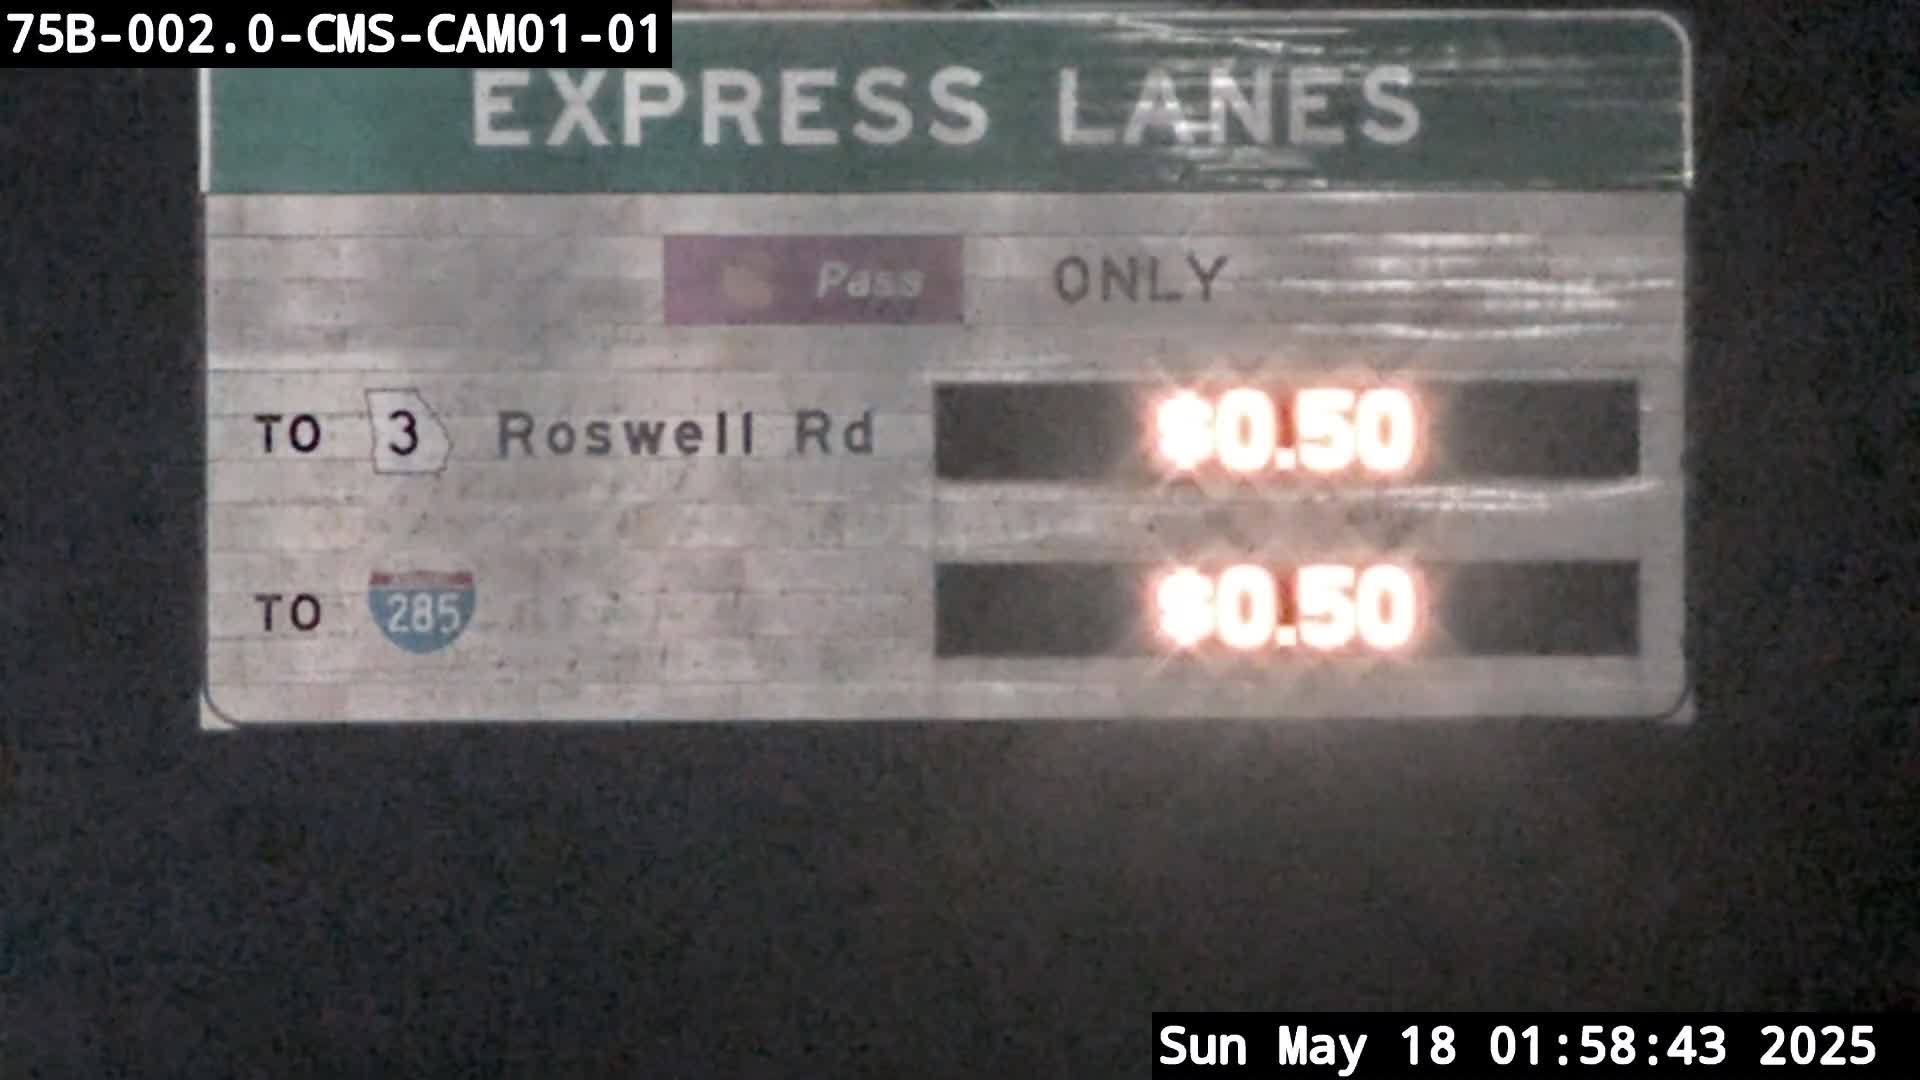 75B-002.0-CMS-CAM01-01
EXPRESS LANES
Pass ONLY
TO 3 Roswell Rd $0.50
TO 285 $0.50
Sun May 18 01:58:43 2025